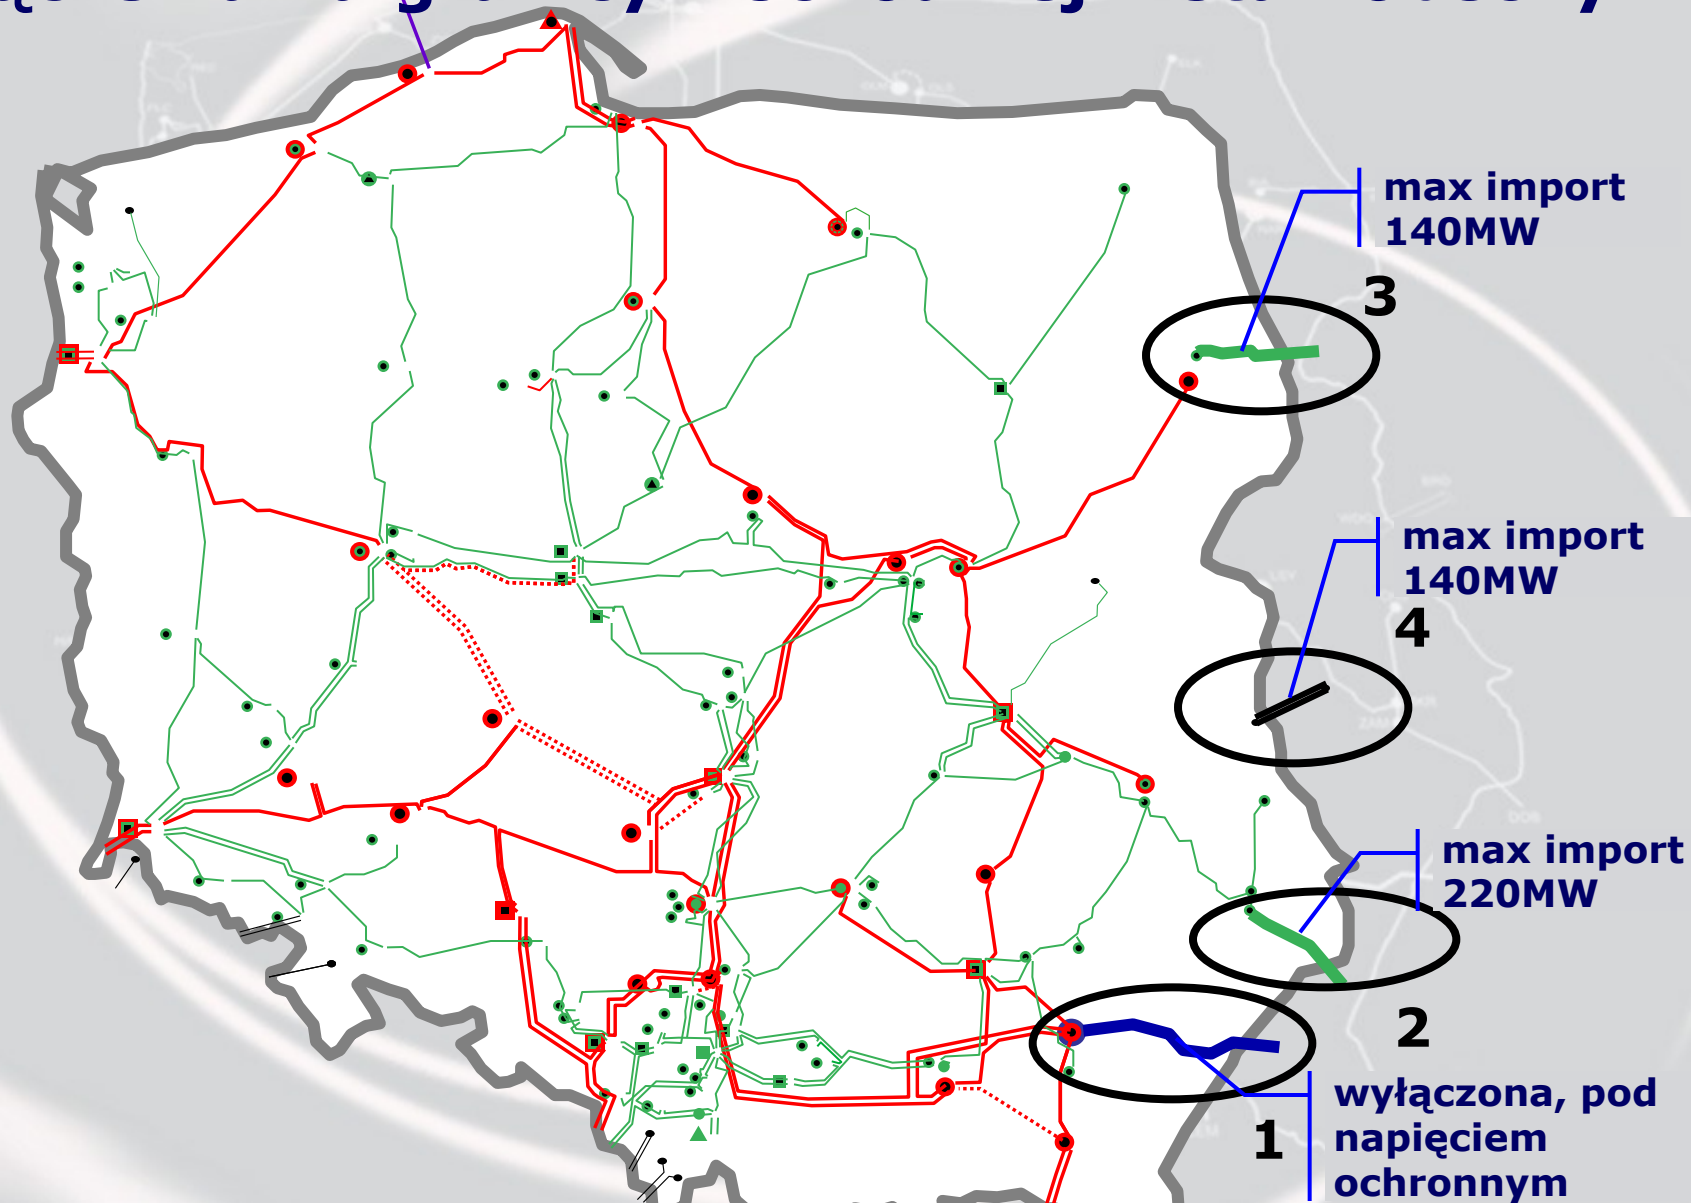 max import
140MW
3
max import
140MW
4
max import
220MW
2
wyłączona, pod
napięciem
ochronnym
1